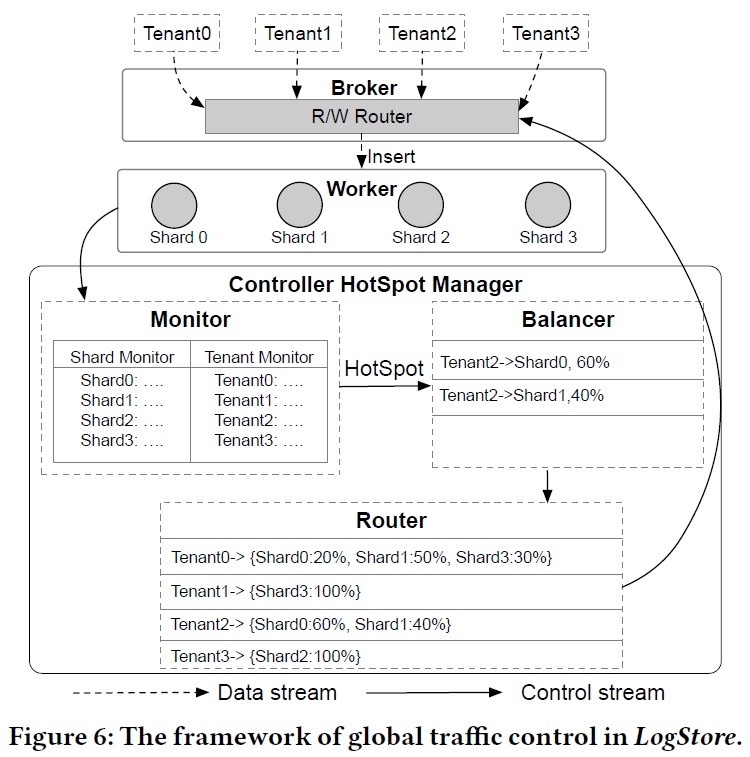 Tenant0 Tenant1 Tenant2 Tenant3
Broker
R/W Router
Insert
Worker
Shard 0 Shard 1 Shard 2 Shard 3
Controller HotSpot Manager
Monitor
Shard Monitor Tenant Monitor
Shard0: .... Tenant0: ....
Shard1: .... Tenant1: ....
Shard2: .... Tenant2: ....
Shard3: .... Tenant3: ....
HotSpot
Balancer
Tenant2->Shard0, 60%
Tenant2->Shard1,40%
Router
Tenant0-> {Shard0:20%, Shard1:50%, Shard3:30%}
Tenant1-> {Shard3:100%}
Tenant2-> {Shard0:60%, Shard1:40%}
Tenant3-> {Shard2:100%}
Data stream Control stream
Figure 6: The framework of global traffic control in LogStore.